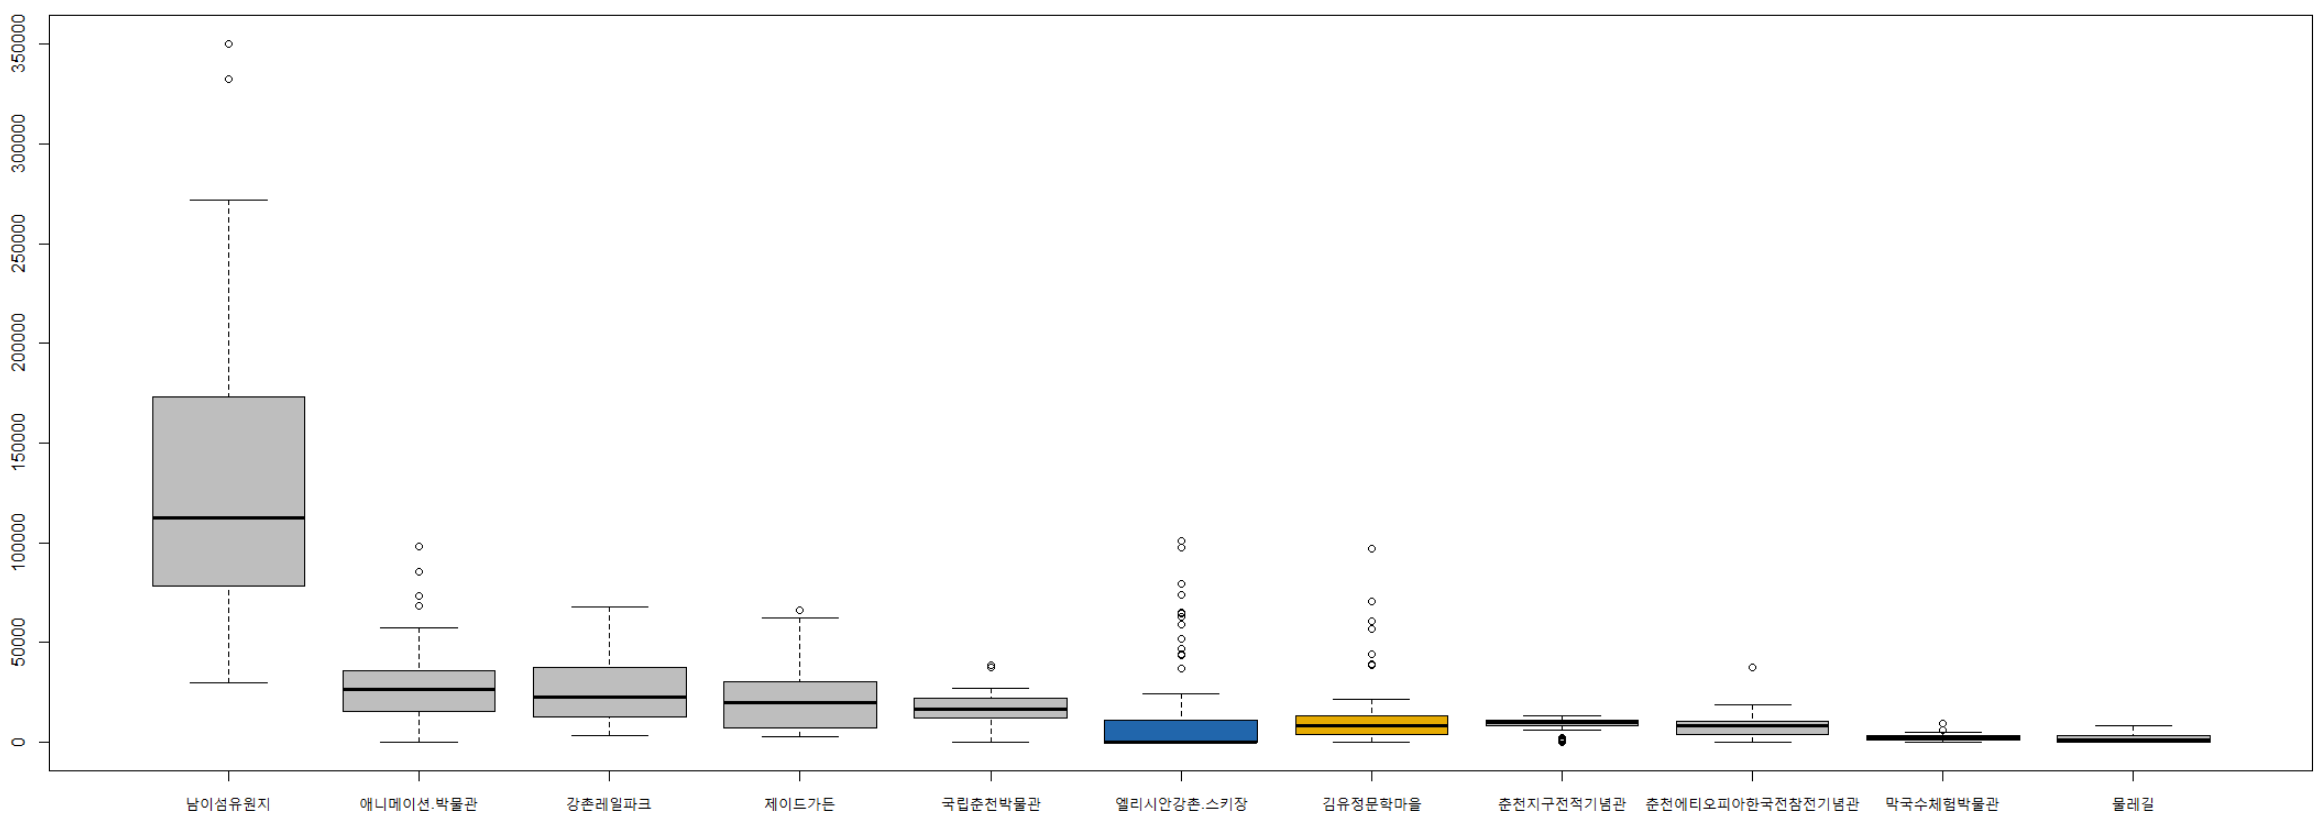 350000
300000
250000
200000
150000
100000
50000
0
남이섬유원지
애니메이션.박물관
강촌레일파크
제이드가든
국립춘천박물관
엘리시안강촌.스키장
김유정문학마을
춘천지구전적기념관
춘천에티오피아한국전참전기념관
막국수체험박물관
물레길